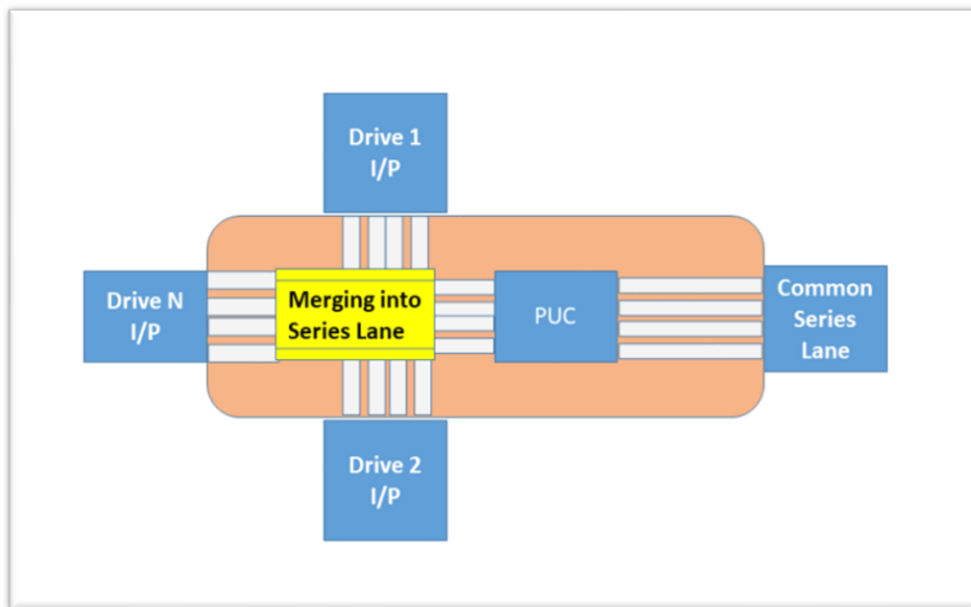 Drive 1
I/P
Drive N
I/P
Merging into
Series Lane
PUC
Common
Series
Lane
Drive 2
I/P